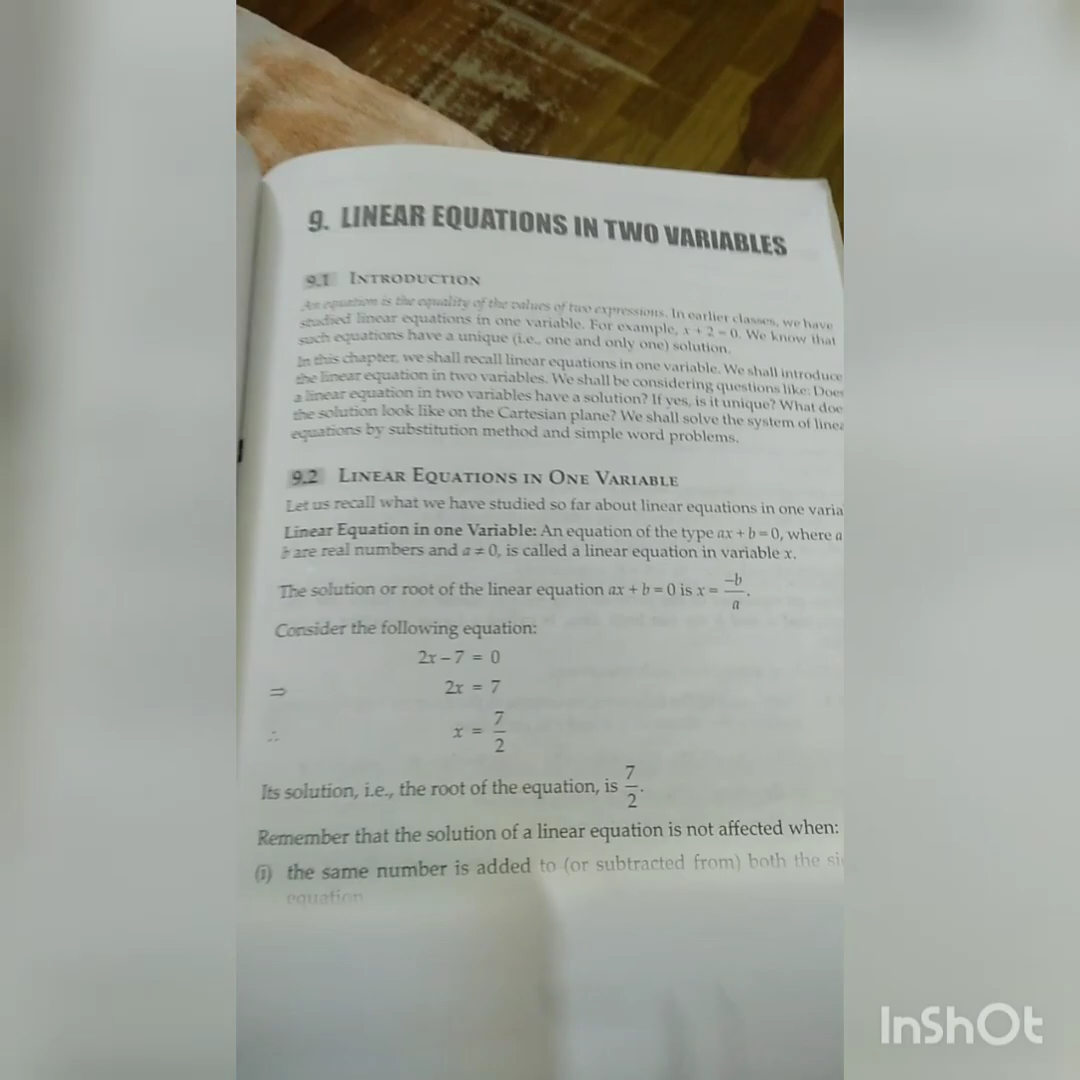 9. LINEAR EQUATIONS IN TWO VARIABLES
9.1 INTRODUCTION
An equation is the equality of the values of two expressions. In earlier classes, we have
studied linear equations in one variable. For example, x + 2 = 0. We know that
such equations have a unique (i.e., one and only one) solution.
In this chapter, we shall recall linear equations in one variable. We shall introduce
the linear equation in two variables. We shall be considering questions like: Does
a linear equation in two variables have a solution? If yes, is it unique? What doe
the solution look like on the Cartesian plane? We shall solve the system of linea
equations by substitution method and simple word problems.
9.2 LINEAR EQUATIONS IN ONE VARIABLE
Let us recall what we have studied so far about linear equations in one varia
Linear Equation in one Variable: An equation of the type ax + b = 0, where a
b are real numbers and a ≠ 0, is called a linear equation in variable x.
The solution or root of the linear equation ax + b = 0 is x = –b/a.
Consider the following equation:
2x – 7 = 0
⇒ 2x = 7
∴ x = 7/2
Its solution, i.e., the root of the equation, is 7/2.
Remember that the solution of a linear equation is not affected when:
(i) the same number is added to (or subtracted from) both the si
equation
InShOt